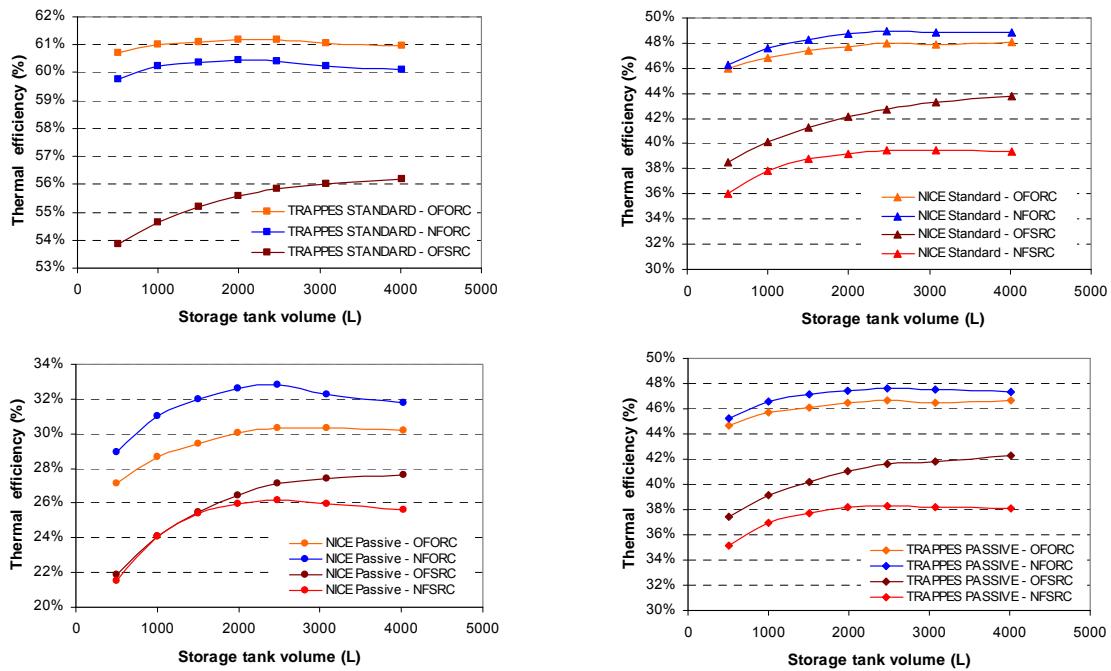 Thermal efficiency (%)
62%
61%
60%
59%
58%
57%
56%
55%
54%
53%
TRAPPES STANDARD - OFORC
TRAPPES STANDARD - NFORC
TRAPPES STANDARD - OFSRC
0 1000 2000 3000 4000 5000
Storage tank volume (L)
Thermal efficiency (%)
50%
48%
46%
44%
42%
40%
38%
36%
34%
32%
30%
NICE Standard - OFORC
NICE Standard - NFORC
NICE Standard - OFSRC
NICE Standard - NFSRC
0 1000 2000 3000 4000 5000
Storage tank volume (L)
Thermal efficiency (%)
34%
32%
30%
28%
26%
24%
22%
20%
NICE Passive - OFORC
NICE Passive - NFORC
NICE Passive - OFSRC
NICE Passive - NFSRC
0 1000 2000 3000 4000 5000
Storage tank volume (L)
Thermal efficiency (%)
50%
48%
46%
44%
42%
40%
38%
36%
34%
32%
30%
TRAPPES PASSIVE - OFORC
TRAPPES PASSIVE - NFORC
TRAPPES PASSIVE - OFSRC
TRAPPES PASSIVE - NFSRC
0 1000 2000 3000 4000 5000
Storage tank volume (L)